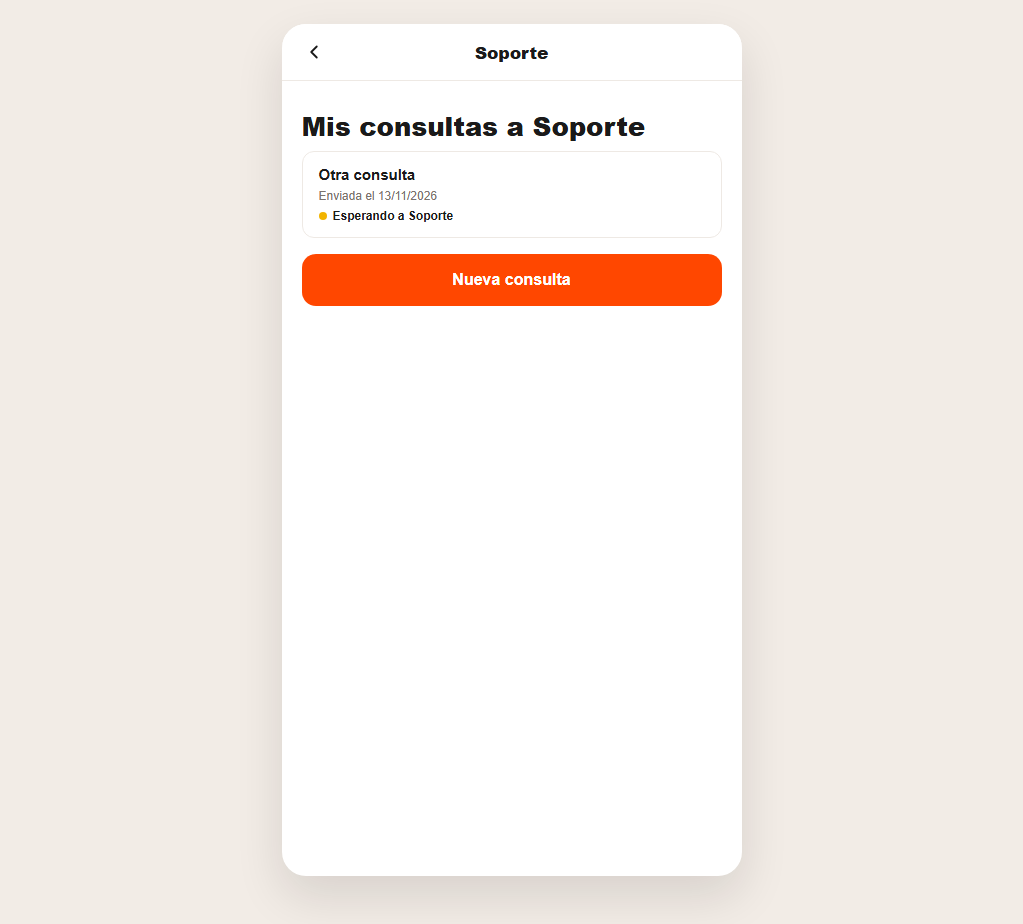 Soporte
Mis consultas a Soporte
Otra consulta
Enviada el 13/11/2026
Esperando a Soporte
Nueva consulta